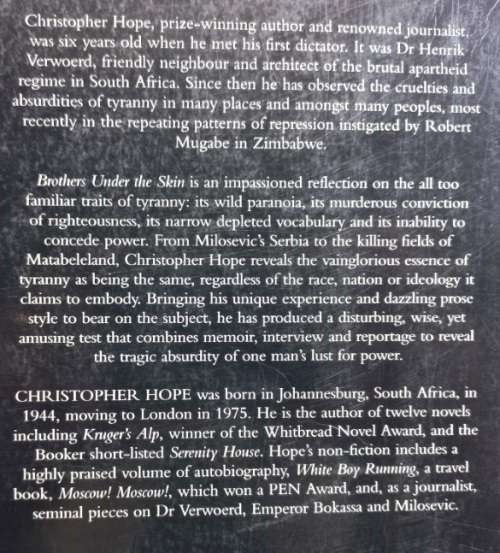 Christopher Hope, prize-winning author and renowned journalist,
was six years old when he met his first dictator. It was Dr Henrik
Verwoerd, friendly neighbour and architect of the brutal apartheid
regime in South Africa. Since then he has observed the cruelties and
absurdities of tyranny in many places and amongst many peoples, most
recently in the repeating patterns of repression instigated by Robert
Mugabe in Zimbabwe.
Brothers Under the Skin is an impassioned reflection on the all too
familiar traits of tyranny: its wild paranoia, its murderous conviction
of righteousness, its narrow depleted vocabulary and its inability to
concede power. From Milosevic's Serbia to the killing fields of
Matabeleland, Christopher Hope reveals the vainglorious essence of
tyranny as being the same, regardless of the race, nation or ideology it
claims to embody. Bringing his unique experience and dazzling prose
style to bear on the subject, he has produced a disturbing, wise, yet
amusing test that combines memoir, interview and reportage to reveal
the tragic absurdity of one man's lust for power.
CHRISTOPHER HOPE was born in Johannesburg, South Africa, in
1944, moving to London in 1975. He is the author of twelve novels
including Kruger's Alp, winner of the Whitbread Novel Award, and the
Booker short-listed Serenity House. Hope's non-fiction includes a
highly praised volume of autobiography, White Boy Running, a travel
book, Moscow! Moscow!, which won a PEN Award, and, as a journalist,
seminal pieces on Dr Verwoerd, Emperor Bokassa and Milosevic.